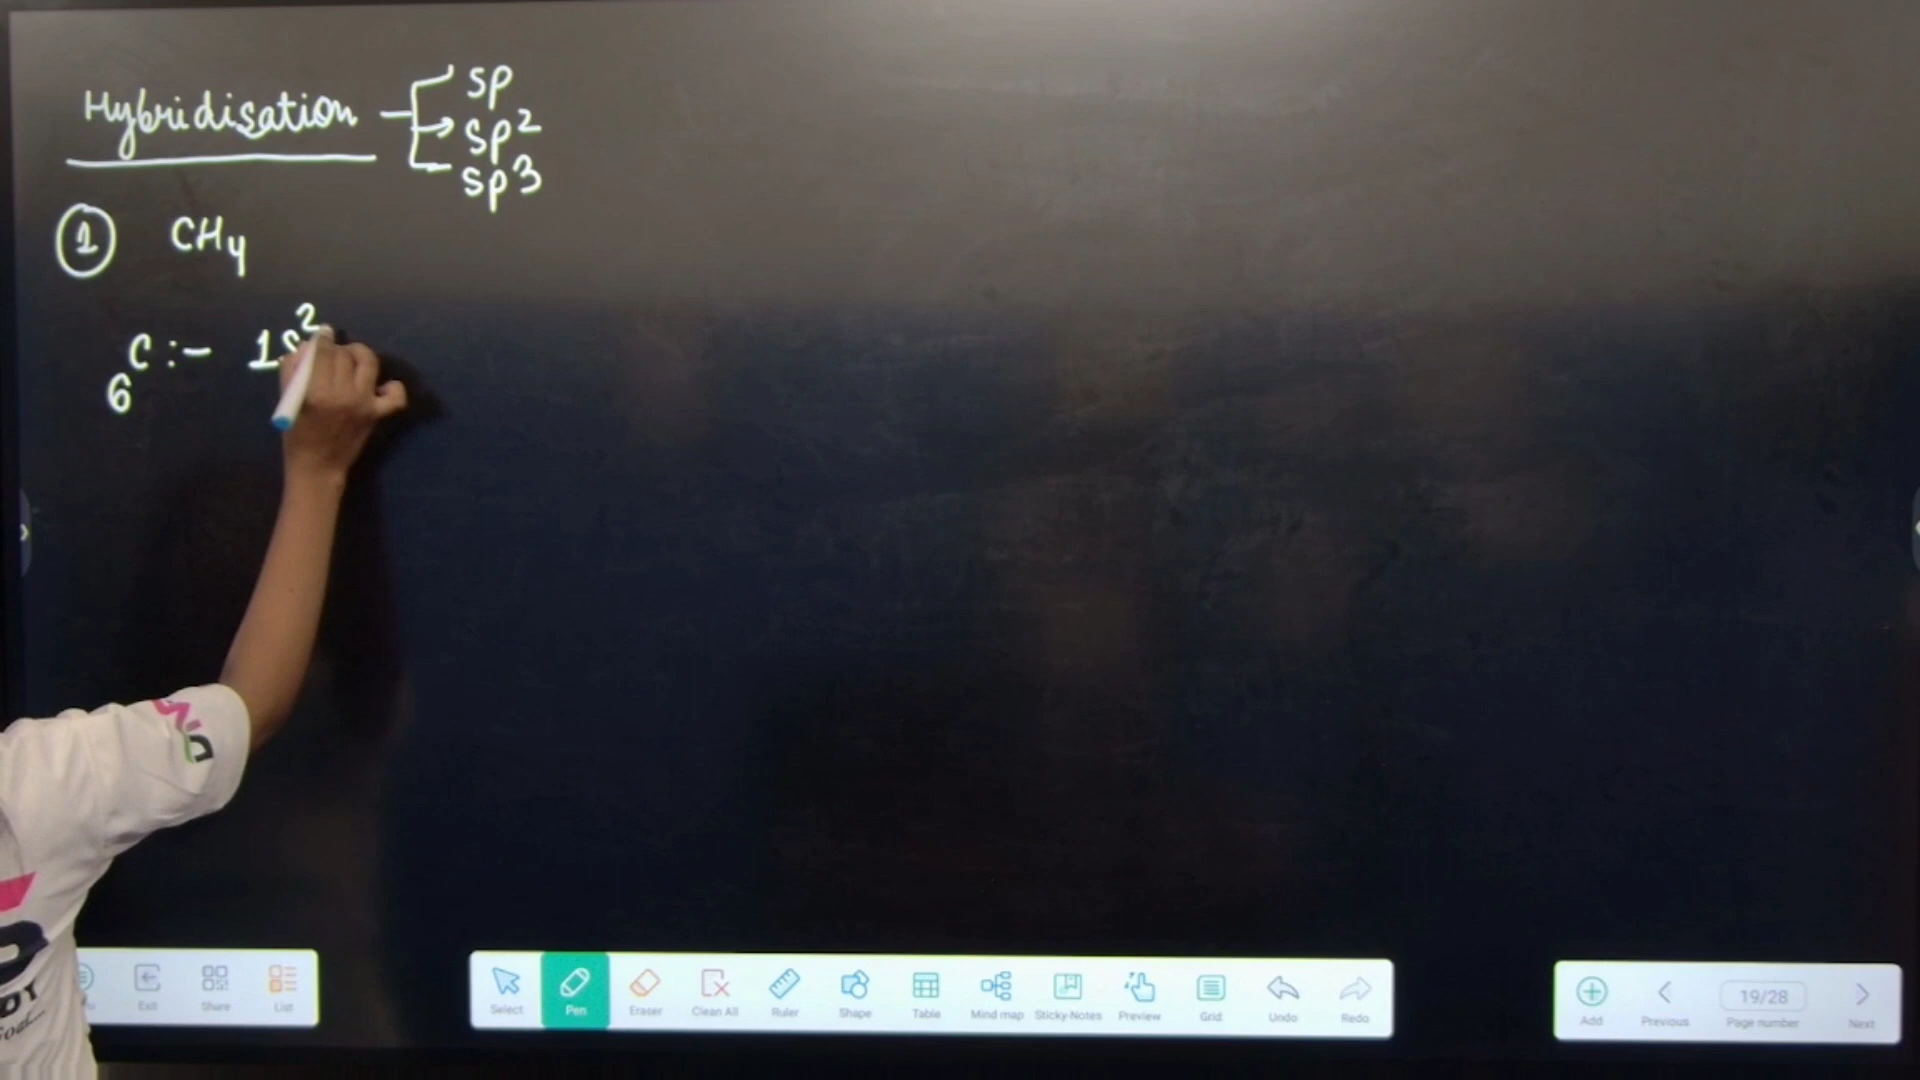 Hybridisation
sp
sp²
sp3
① CH₄
₆C :- 1s²
Exit
Share
List
Select
Pen
Eraser
Clean All
Ruler
Shape
Table
Mind map
Sticky-Notes
Preview
Grid
Undo
Redo
Add
Previous
19/28
Page number
Next